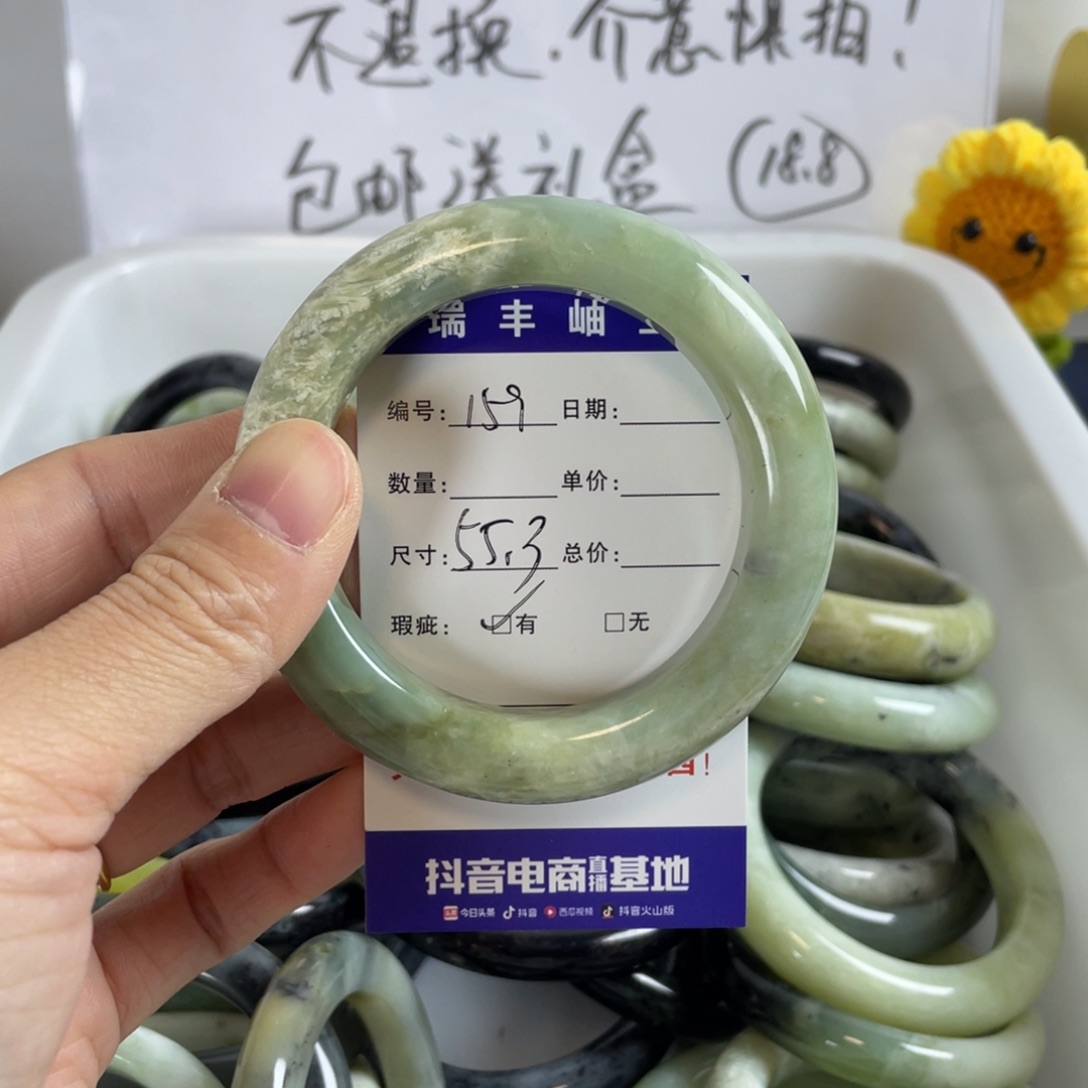 不退换.介意慎拍!
包邮送礼盒 18.8
瑞丰岫
编号: 159 日期:
数量: 单价:
尺寸: 55.3 总价:
瑕疵: ✓□有 □无
抖音电商直播基地
头条 今日头条 抖音 西瓜视频 抖音火山版